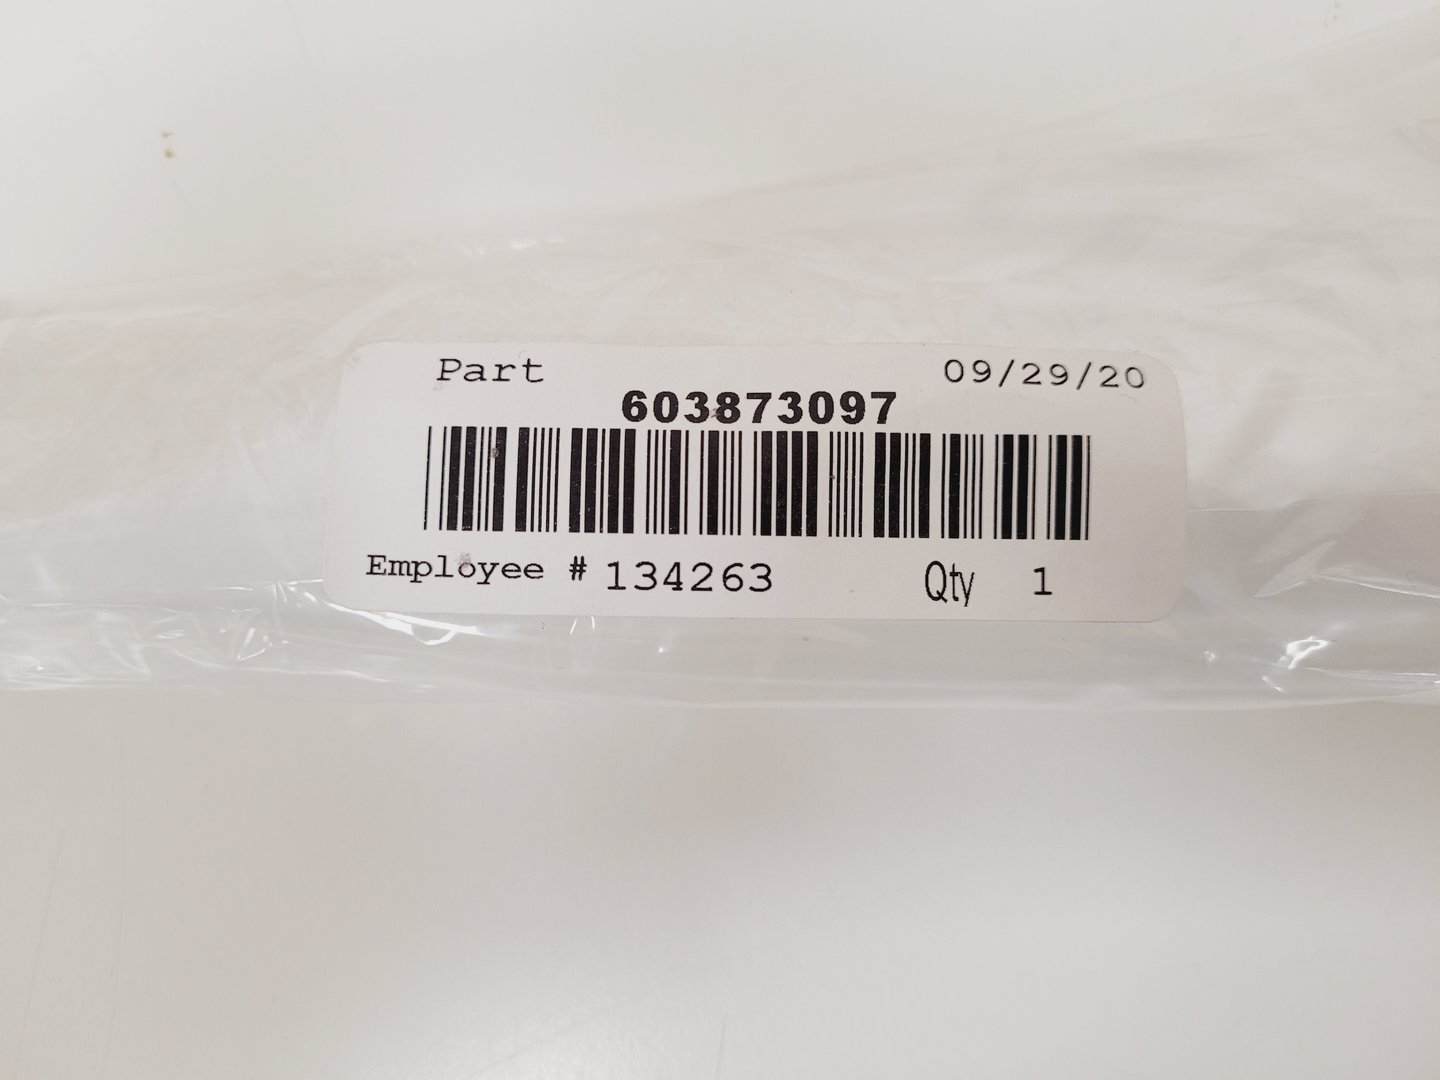 Part 09/29/20
603873097
Employee # 134263 Qty 1